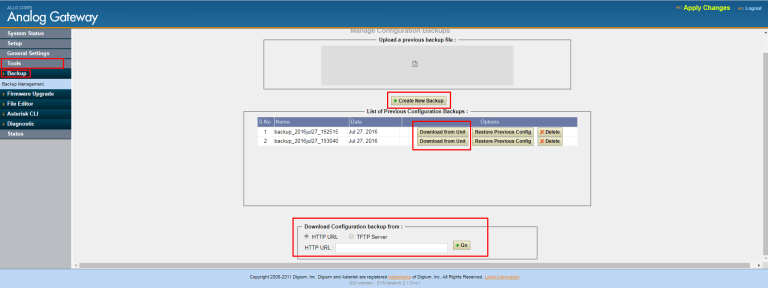 ALLO.COM'S
Analog Gateway
Apply Changes
Logout
System Status
Setup
General Settings
Tools
Backup
Backup Management.
Firmware Upgrade
File Editor
Asterisk CLI
Diagnostic
Status
Manage Configuration Backups
Upload a previous backup file :
Create New Backup
List of Previous Configuration Backups :
S.No Name Date Options
1 backup_2016jul27_192515 Jul 27, 2016 Download from Unit Restore Previous Config Delete
2 backup_2016jul27_193040 Jul 27, 2016 Download from Unit Restore Previous Config Delete
Download Configuration backup from :
HTTP URL TFTP Server
HTTP URL : Go
Copyright 2006-2011 Digium, Inc. Digium and Asterisk are registered trademarks of Digium, Inc. All Rights Reserved. Legal Information